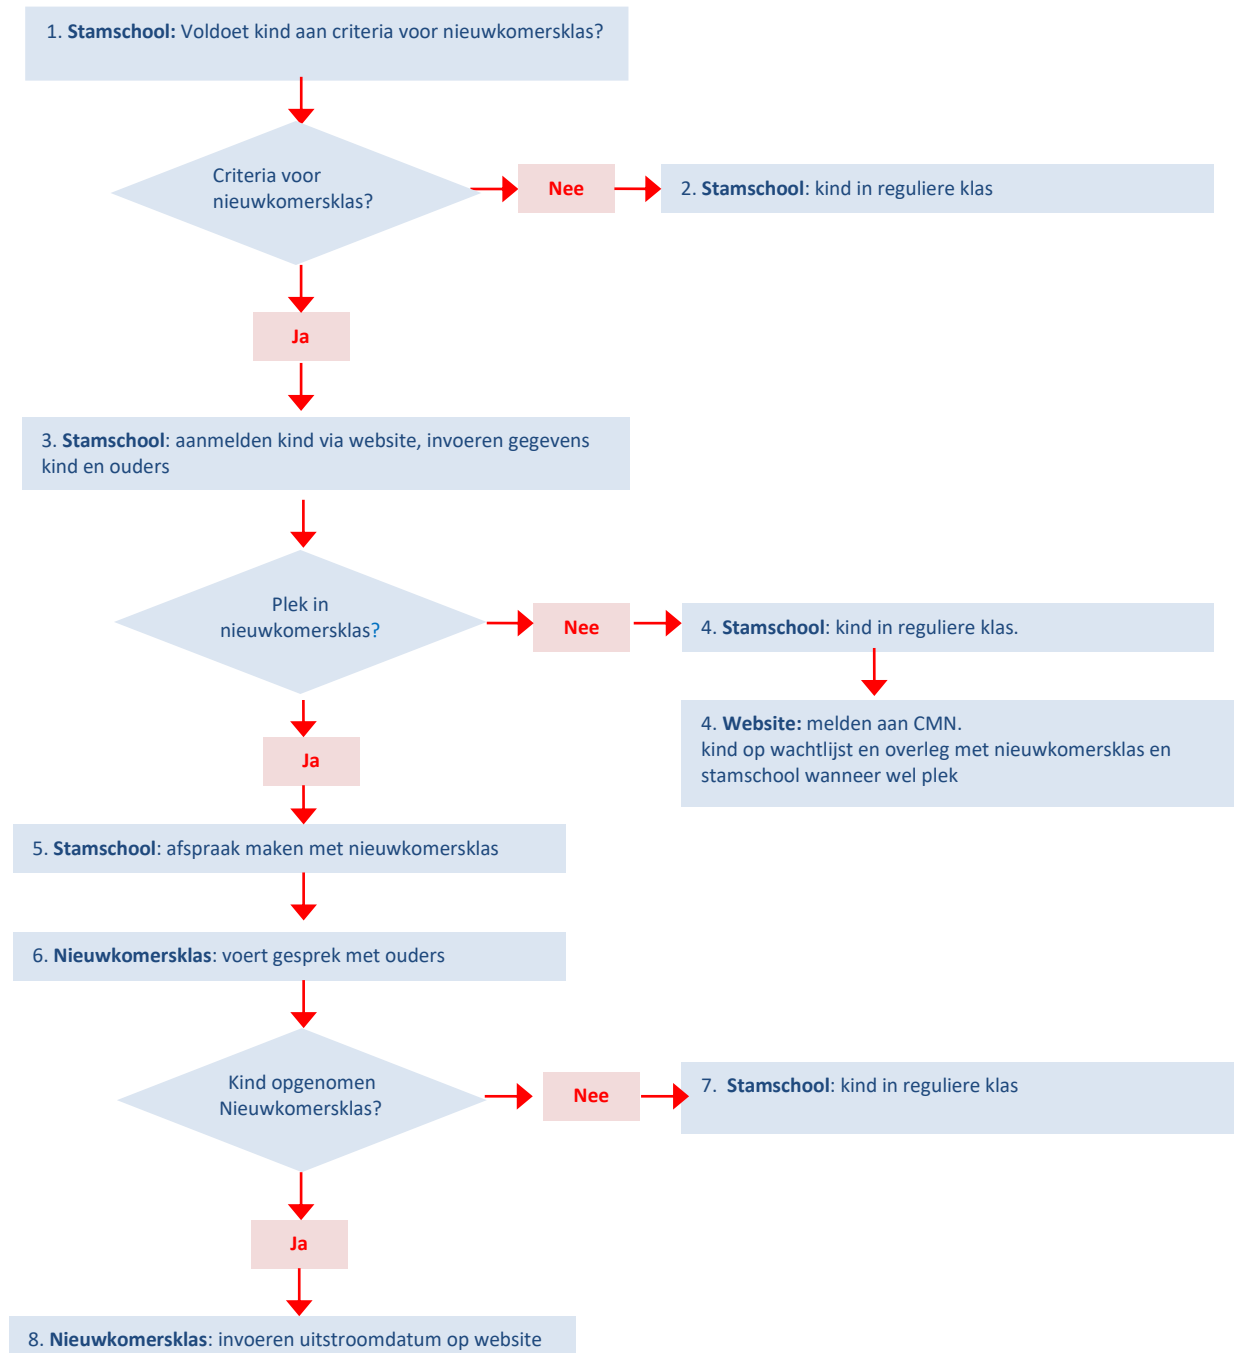 1. Stamschool: Voldoet kind aan criteria voor nieuwkomersklas?
Criteria voor
nieuwkomersklas?
Nee
2. Stamschool: kind in reguliere klas
Ja
3. Stamschool: aanmelden kind via website, invoeren gegevens
kind en ouders
Plek in
nieuwkomersklas?
Nee
4. Stamschool: kind in reguliere klas.
4. Website: melden aan CMN.
kind op wachtlijst en overleg met nieuwkomersklas en
stamschool wanneer wel plek
Ja
5. Stamschool: afspraak maken met nieuwkomersklas
6. Nieuwkomersklas: voert gesprek met ouders
Kind opgenomen
Nieuwkomersklas?
Nee
7. Stamschool: kind in reguliere klas
Ja
8. Nieuwkomersklas: invoeren uitstroomdatum op website